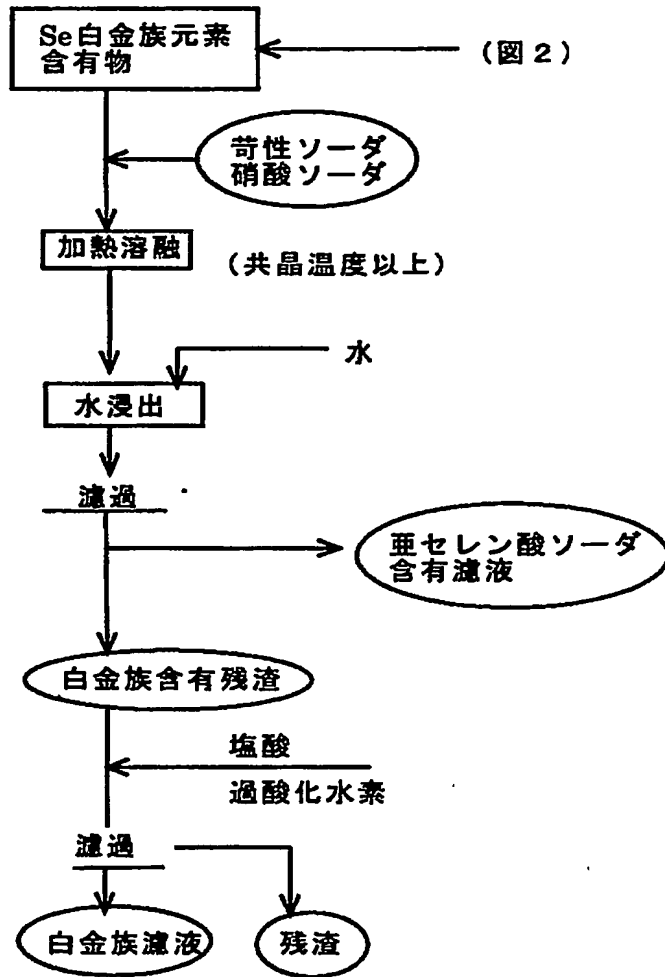 Se白金族元素
含有物
(図2)
苛性ソーダ
硝酸ソーダ
加熱溶融
(共晶温度以上)
水
水浸出
濾過
亜セレン酸ソーダ
含有濾液
白金族含有残渣
塩酸
過酸化水素
濾過
白金族濾液
残渣